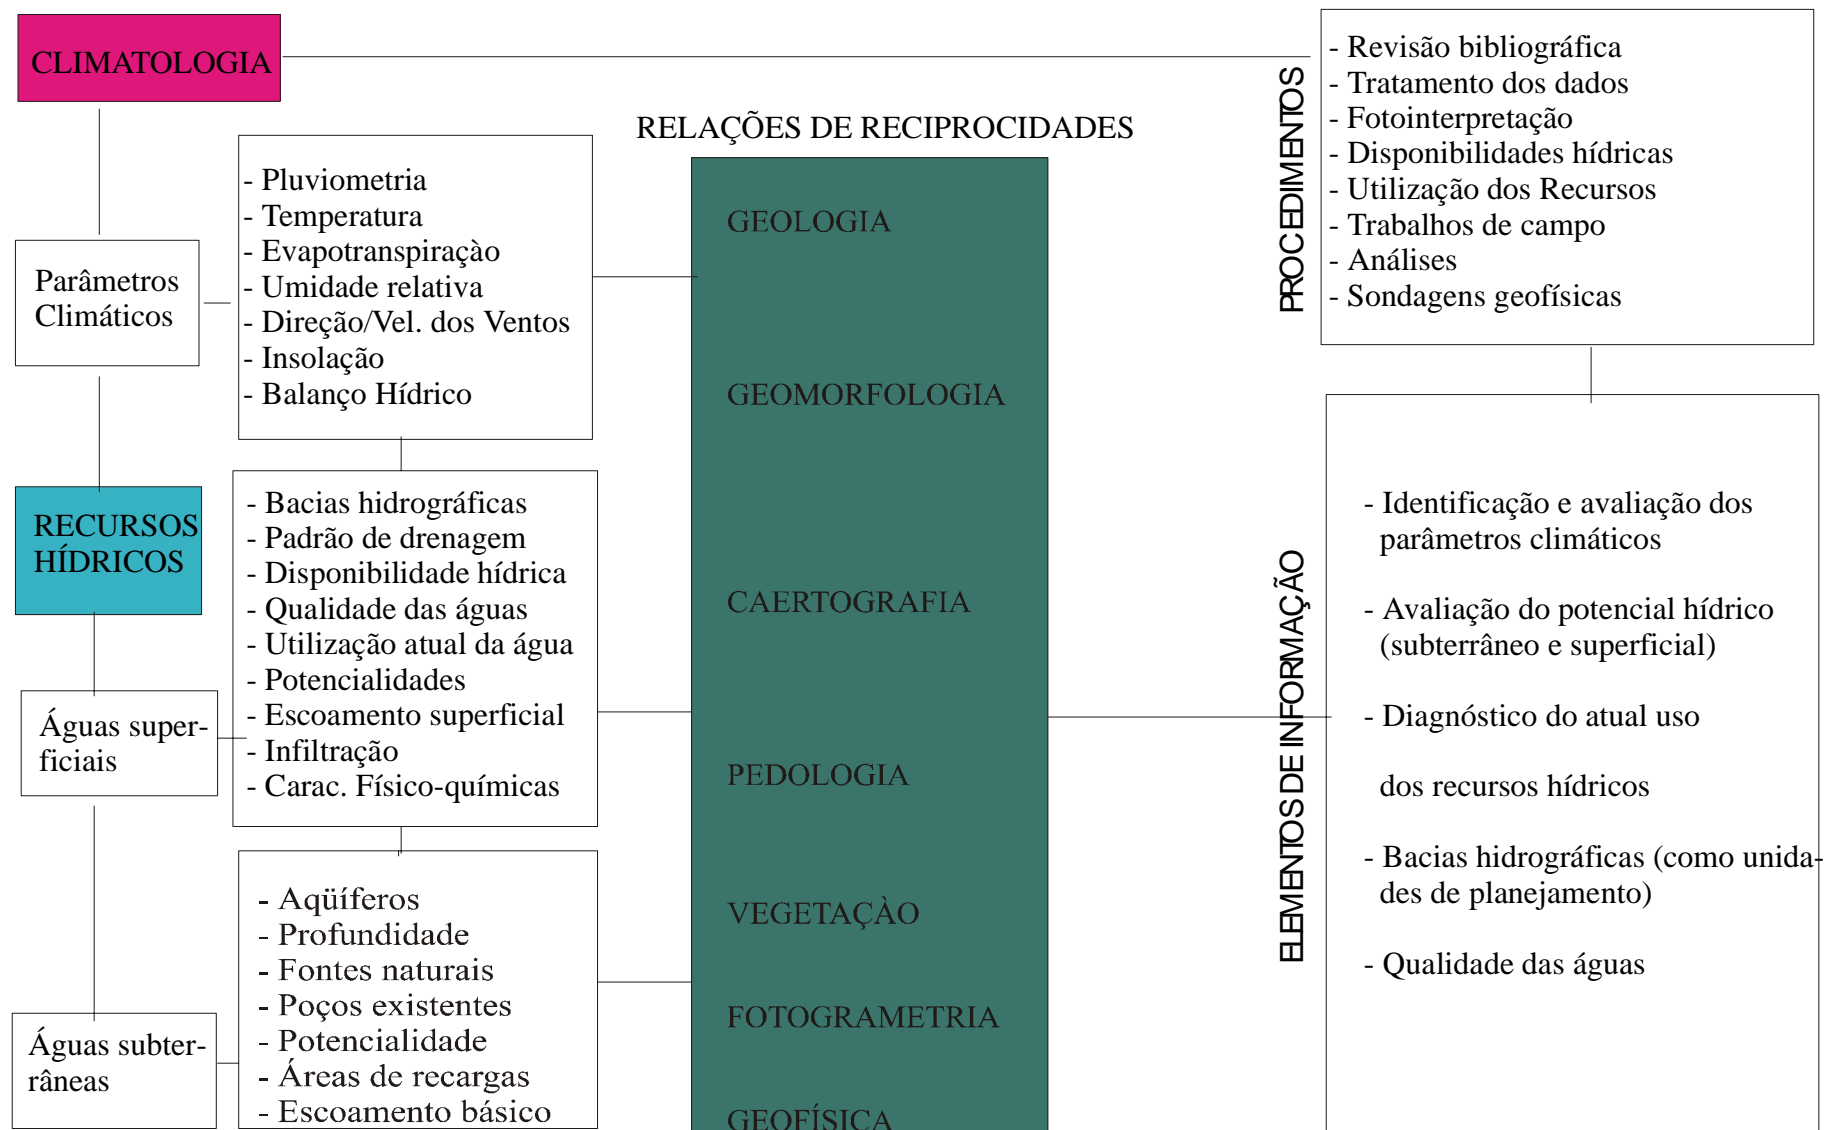 CLIMATOLOGIA
Parâmetros
Climáticos
RECURSOS
HÍDRICOS
Águas super-
ficiais
Águas subter-
râneas
- Pluviometria
- Temperatura
- Evapotranspiraçào
- Umidade relativa
- Direção/Vel. dos Ventos
- Insolação
- Balanço Hídrico
- Bacias hidrográficas
- Padrão de drenagem
- Disponibilidade hídrica
- Qualidade das águas
- Utilização atual da água
- Potencialidades
- Escoamento superficial
- Infiltração
- Carac. Físico-químicas
- Aqüíferos
- Profundidade
- Fontes naturais
- Poços existentes
- Potencialidade
- Áreas de recargas
- Escoamento básico
RELAÇÕES DE RECIPROCIDADES
GEOLOGIA
GEOMORFOLOGIA
CAERTOGRAFIA
PEDOLOGIA
VEGETAÇÀO
FOTOGRAMETRIA
GEOFÍSICA
PROCEDIMENTOS
- Revisão bibliográfica
- Tratamento dos dados
- Fotointerpretação
- Disponibilidades hídricas
- Utilização dos Recursos
- Trabalhos de campo
- Análises
- Sondagens geofísicas
ELEMENTOS DE INFORMAÇÃO
- Identificação e avaliação dos
parâmetros climáticos
- Avaliação do potencial hídrico
(subterrâneo e superficial)
- Diagnóstico do atual uso
dos recursos hídricos
- Bacias hidrográficas (como unida-
des de planejamento)
- Qualidade das águas